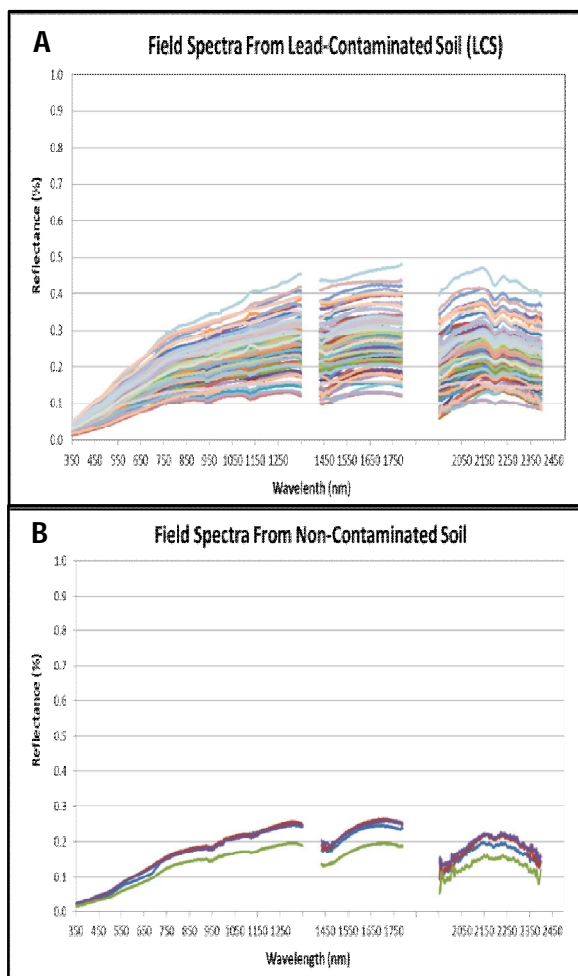 A
Field Spectra From Lead-Contaminated Soil (LCS)
1.0
0.9
0.8
0.7
0.6
0.5
0.4
0.3
0.2
0.1
0.0
Reflectance (%)
350 450 550 650 750 850 950 1050 1150 1250 1450 1550 1650 1750 2050 2150 2250 2350 2450
Wavelenth (nm)
B
Field Spectra From Non-Contaminated Soil
1.0
0.9
0.8
0.7
0.6
0.5
0.4
0.3
0.2
0.1
0.0
Reflectance (%)
350 450 550 650 750 850 950 1050 1150 1250 1450 1550 1650 1750 2050 2150 2250 2350 2450
Wavelength (nm)